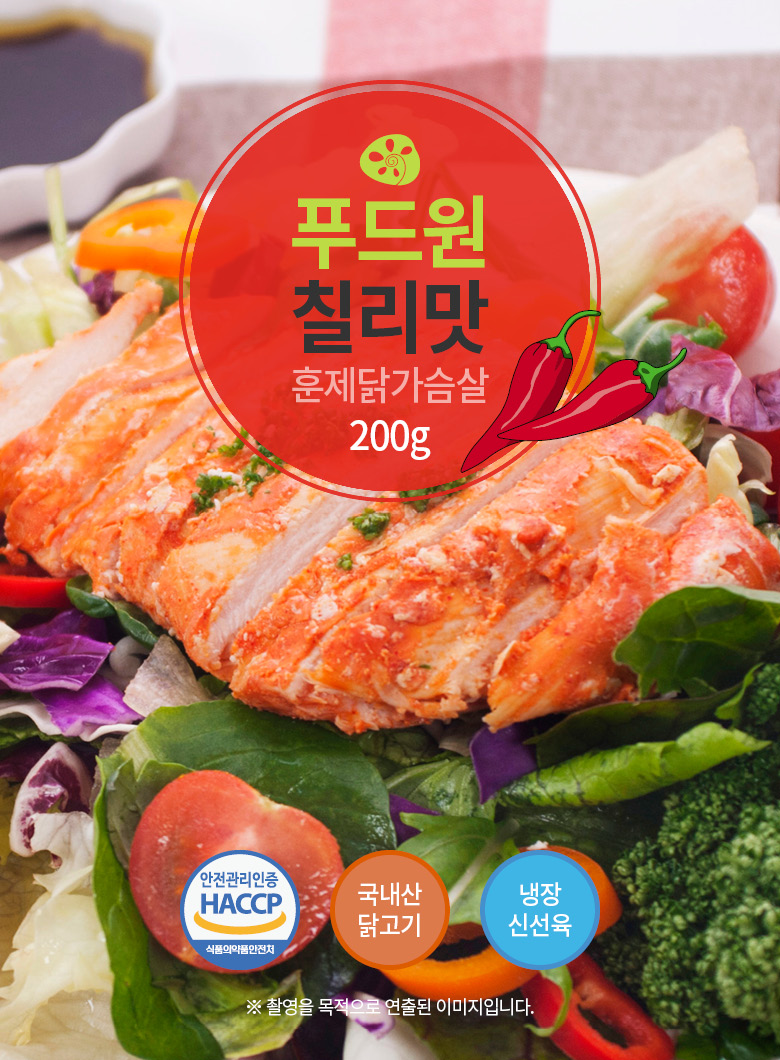 푸드원
칠리맛
훈제닭가슴살
200g
안전관리인증
HACCP
식품의약품안전처
국내산
닭고기
냉장
신선육
※ 촬영을 목적으로 연출된 이미지입니다.